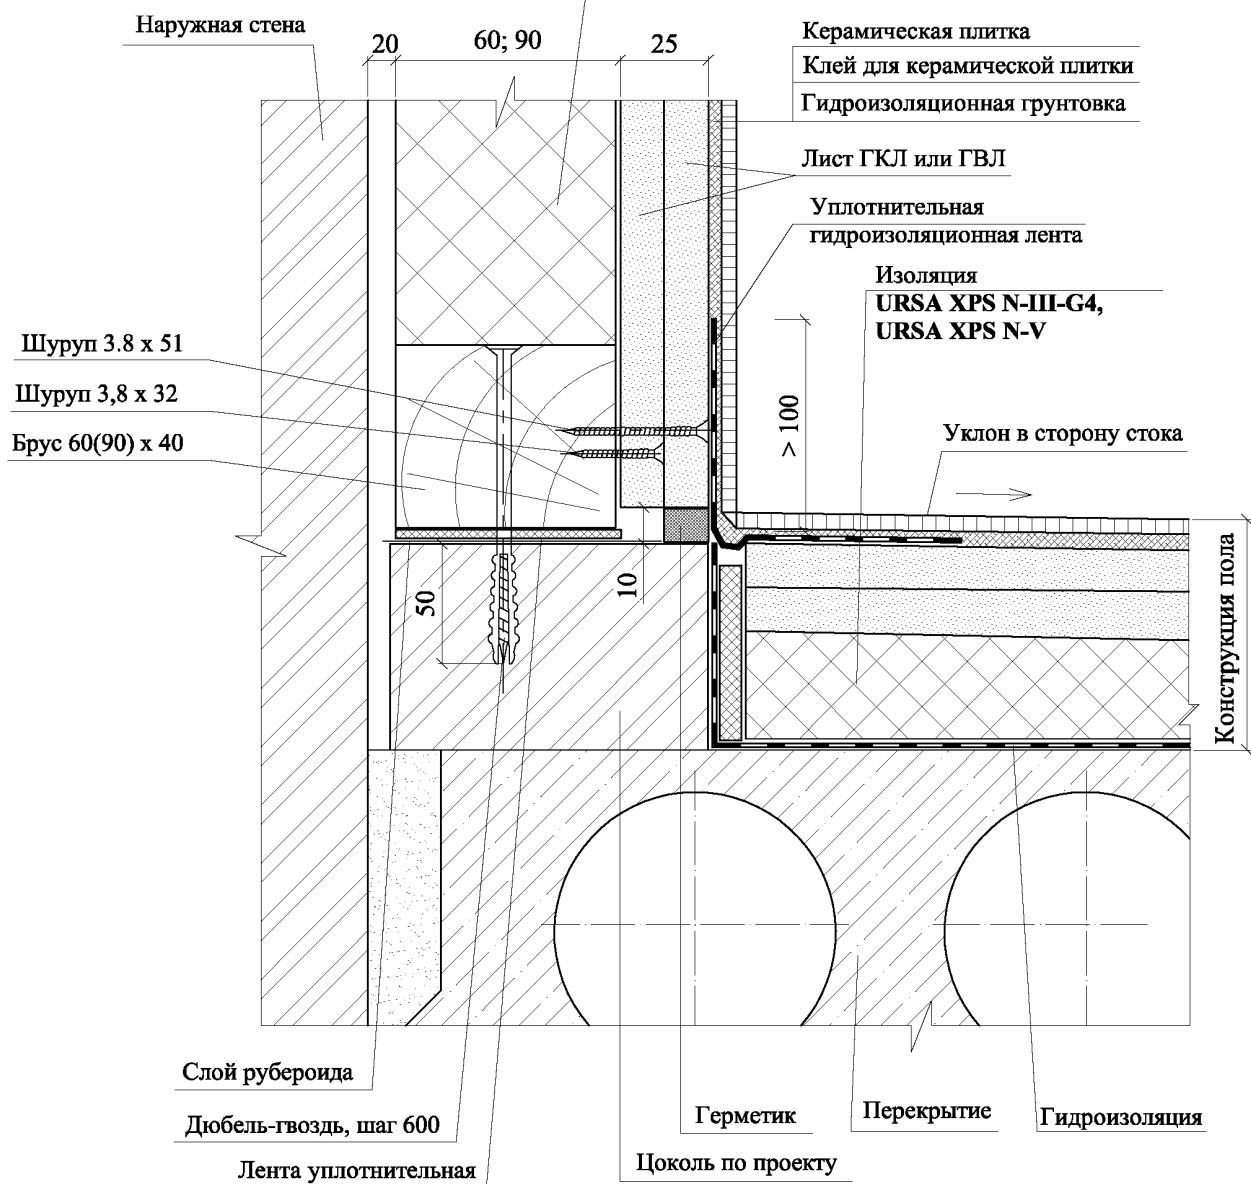 Наружная стена
20
60; 90
25
Керамическая плитка
Клей для керамической плитки
Гидроизоляционная грунтовка
Лист ГКЛ или ГВЛ
Уплотнительная
гидроизоляционная лента
Изоляция
URSA XPS N-III-G4,
URSA XPS N-V
Шуруп 3.8 x 51
Шуруп 3,8 x 32
Брус 60(90) x 40
> 100
Уклон в сторону стока
50
10
Конструкция пола
Слой рубероида
Дюбель-гвоздь, шаг 600
Лента уплотнительная
Герметик
Цоколь по проекту
Перекрытие
Гидроизоляция